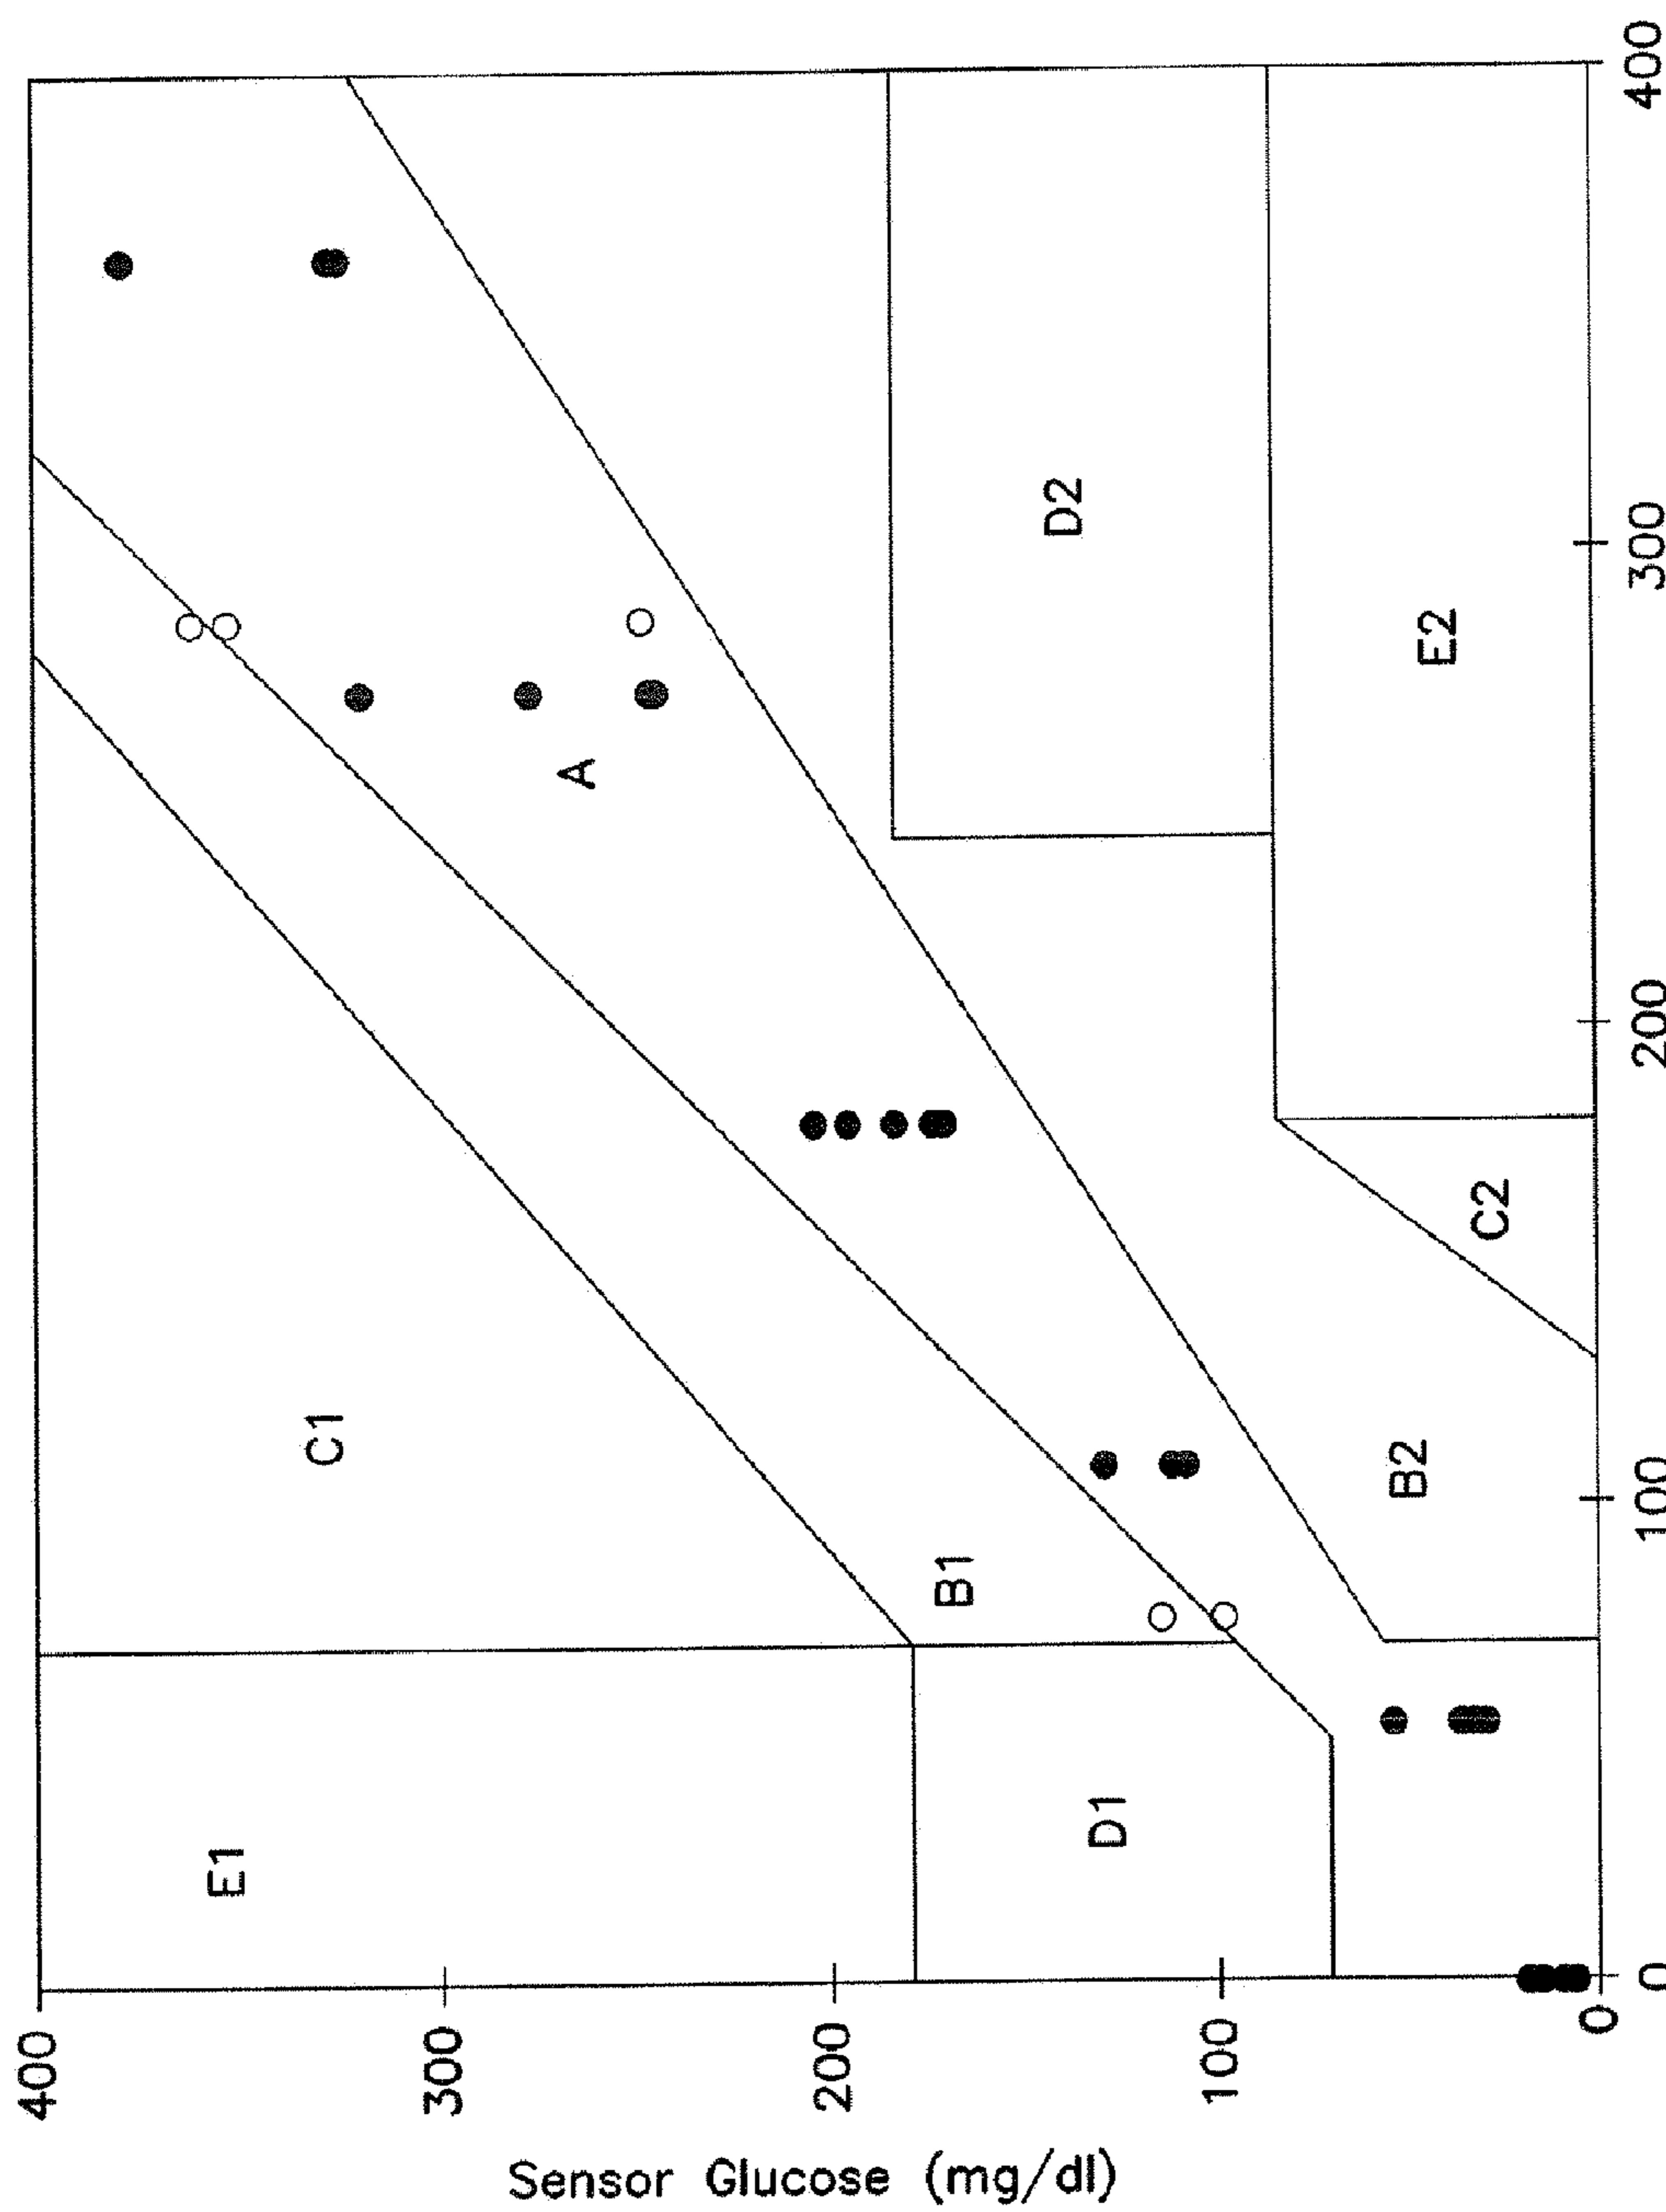 Sensor Glucose (mg/dl)
400
300
200
100
0
E1
C1
A
B1
D1
D2
E2
B2
C2
0
100
200
300
400